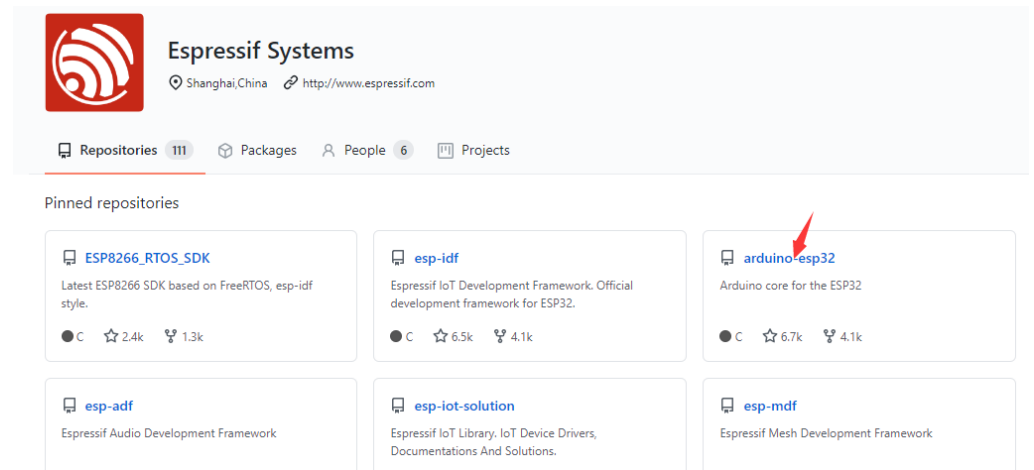 Espressif Systems
Shanghai,China http://www.espressif.com
Repositories 111 Packages People 6 Projects
Pinned repositories
ESP8266_RTOS_SDK
Latest ESP8266 SDK based on FreeRTOS, esp-idf
style.
C 2.4k 1.3k
esp-idf
Espressif IoT Development Framework. Official
development framework for ESP32.
C 6.5k 4.1k
arduino-esp32
Arduino core for the ESP32
C 6.7k 4.1k
esp-adf
Espressif Audio Development Framework
esp-iot-solution
Espressif IoT Library. IoT Device Drivers,
Documentations And Solutions.
esp-mdf
Espressif Mesh Development Framework